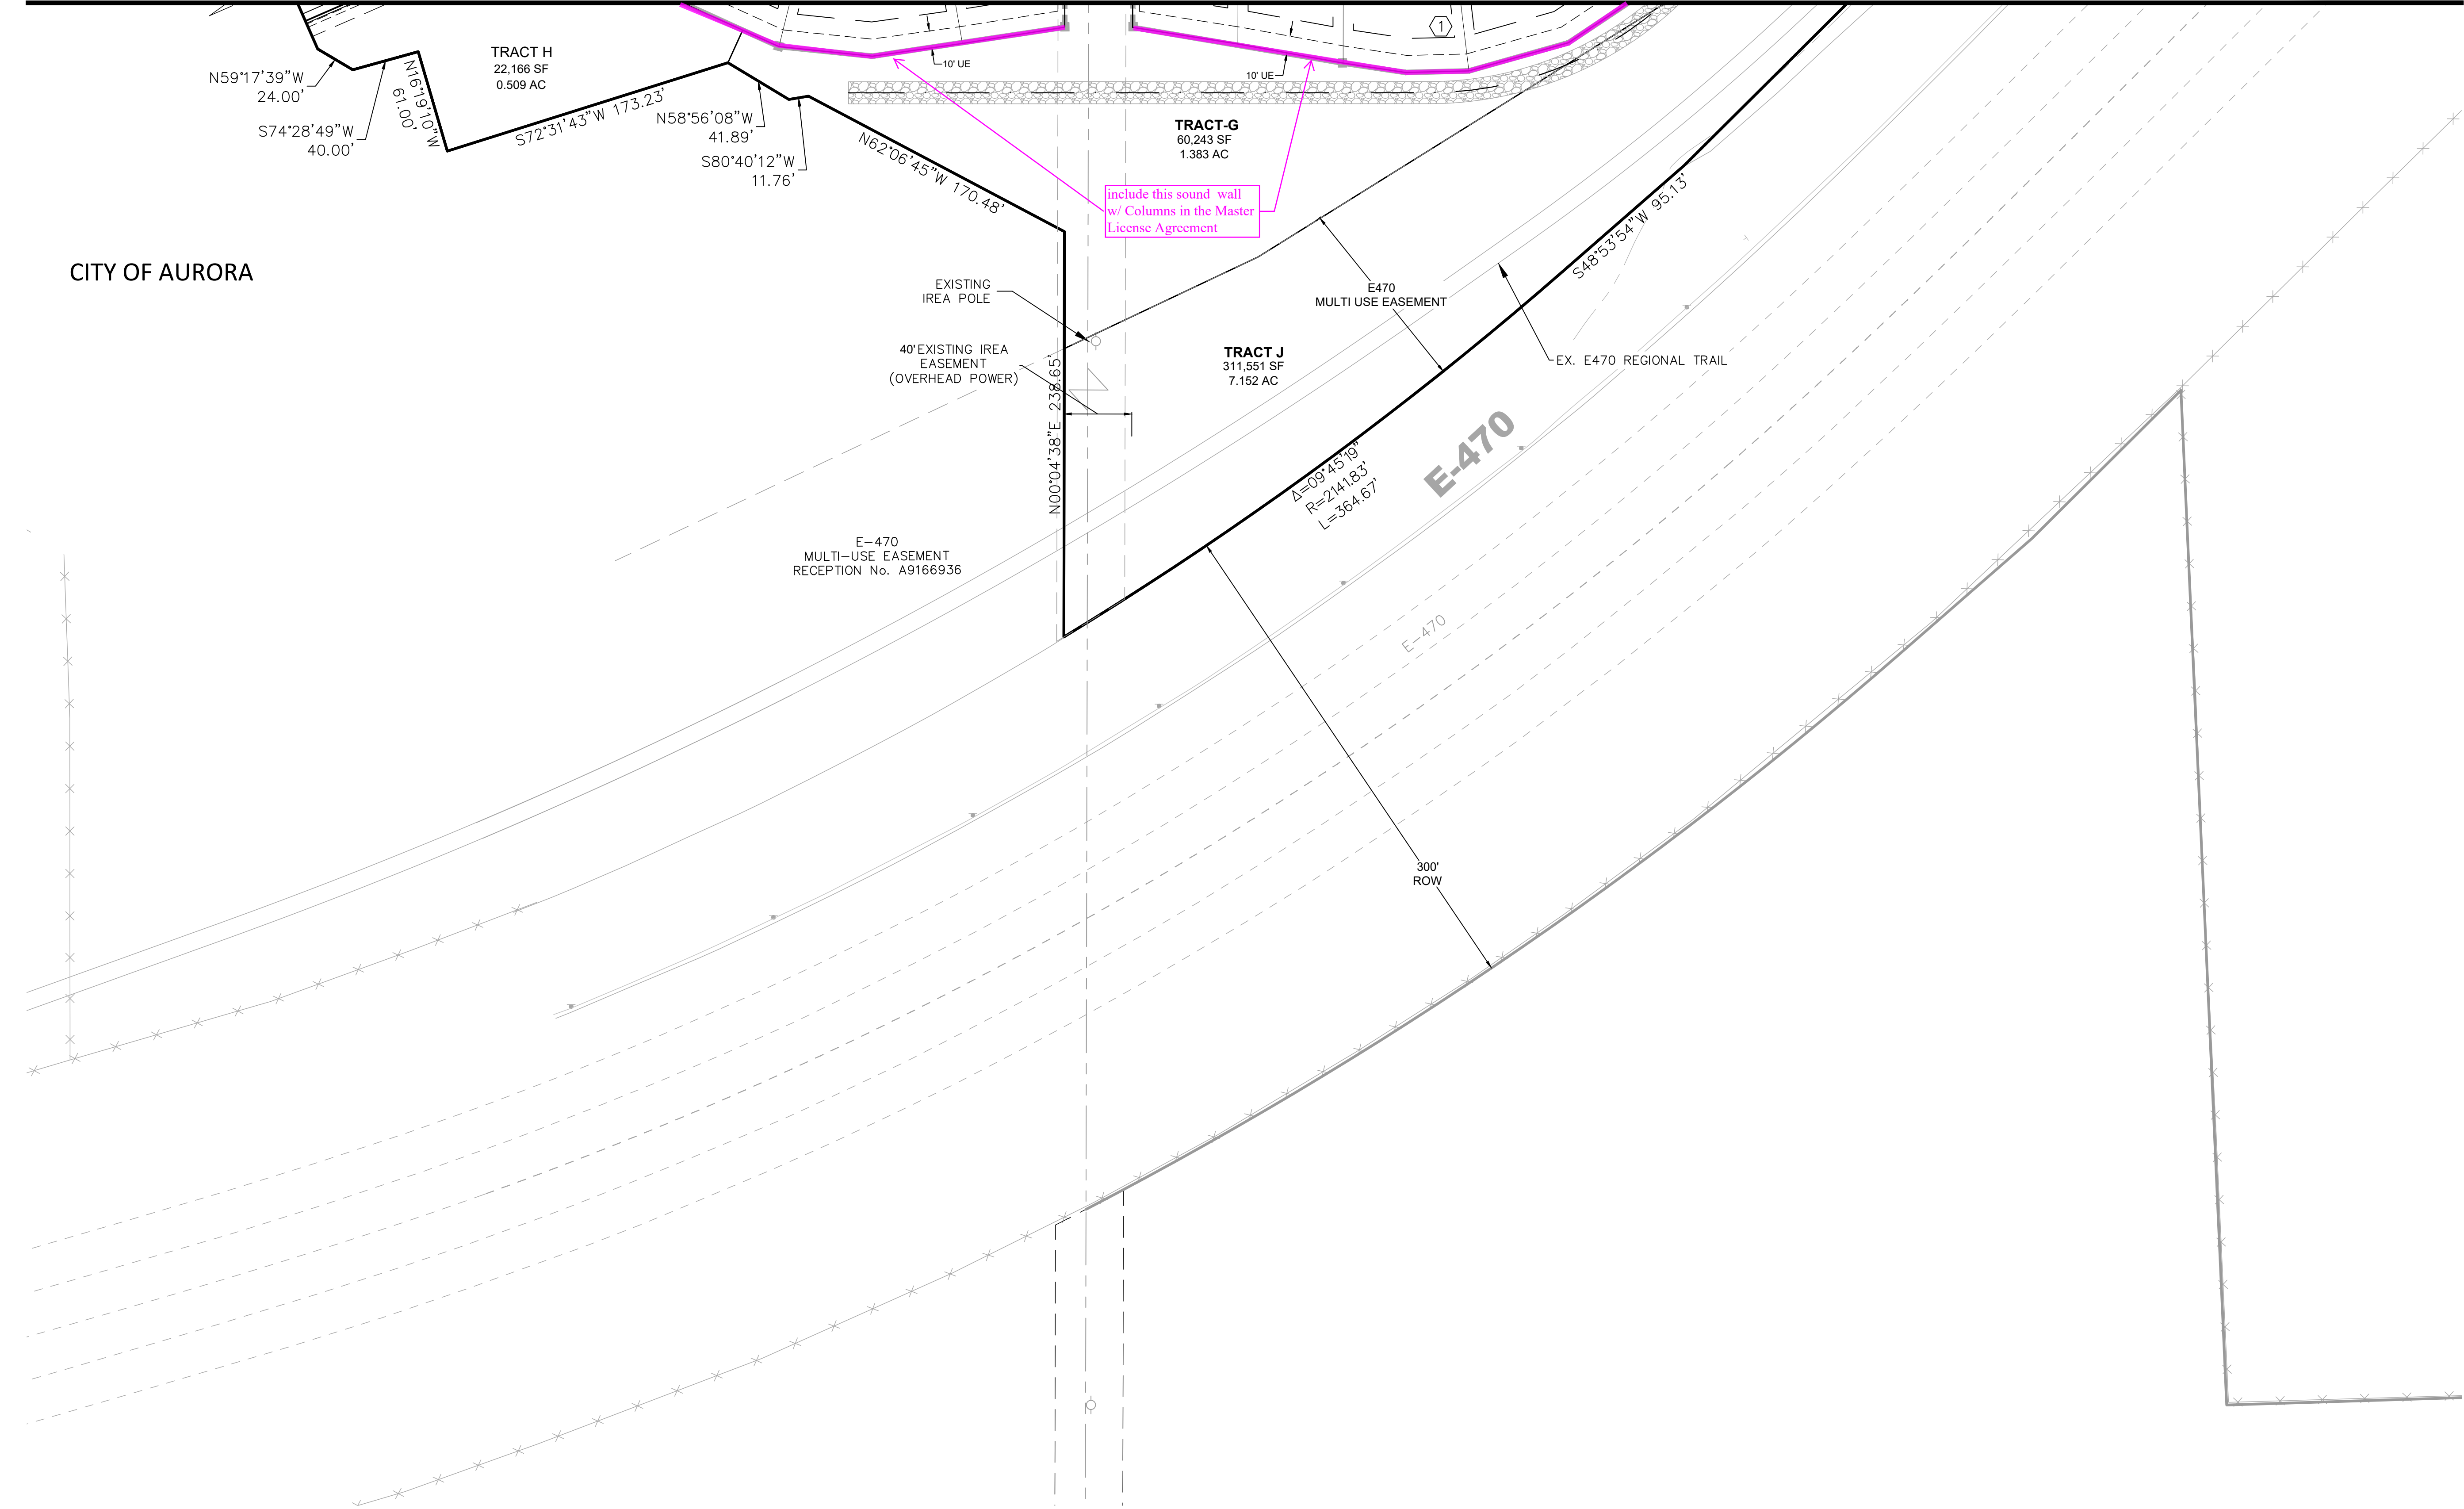 TRACT H
22,166 SF
0.509 AC
N59°17'39"W
24.00'
S74°28'49"W
40.00'
N16°19'10"W
61.00'
S72°31'43"W 173.23'
N58°56'08"W
41.89'
S80°40'12"W
11.76'
N62°06'45"W 170.48'
10' UE
10' UE
1
TRACT-G
60,243 SF
1.383 AC
include this sound wall
w/ Columns in the Master
License Agreement
CITY OF AURORA
EXISTING
IREA POLE
40' EXISTING IREA
EASEMENT
(OVERHEAD POWER)
N00°04'38"E 238.65'
E470
MULTI USE EASEMENT
S48°53'54"W 95.13'
TRACT J
311,551 SF
7.152 AC
EX. E470 REGIONAL TRAIL
Δ=09°45'19"
R=2141.83'
L=364.67'
E-470
E-470
MULTI-USE EASEMENT
RECEPTION No. A9166936
E-470
300'
ROW